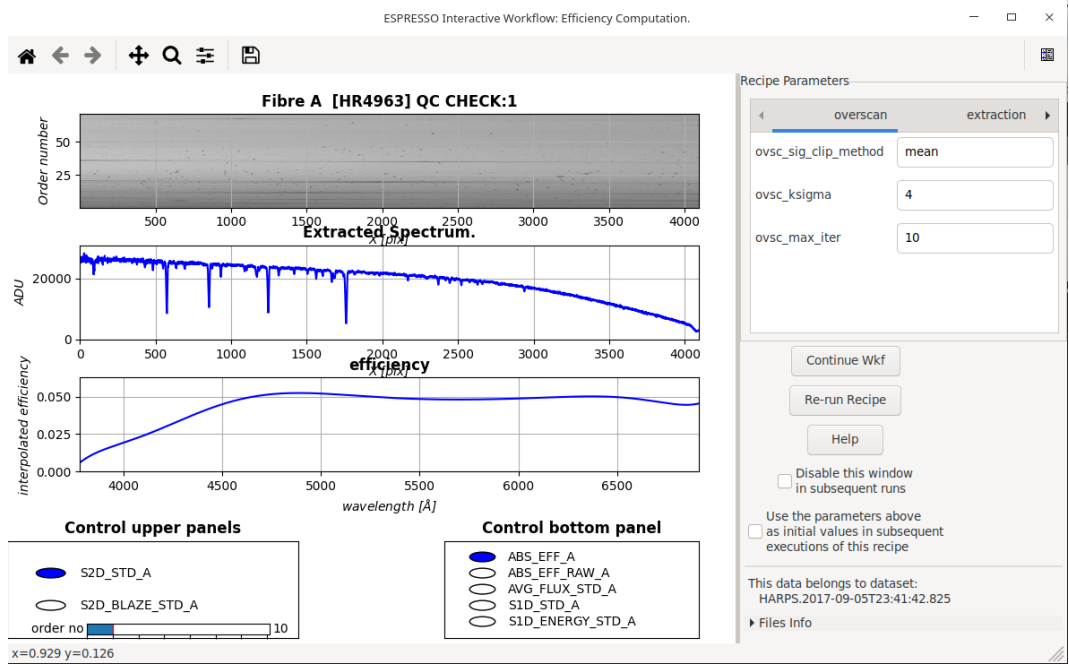 ESPRESSO Interactive Workflow: Efficiency Computation.
Fibre A [HR4963] QC CHECK:1
Order number
50
25
500 1000 1500 2000 2500 3000 3500 4000
X [pix]
Extracted Spectrum.
ADU
20000
0
0 500 1000 1500 2000 2500 3000 3500 4000
X [pix]
efficiency
interpolated efficiency
0.050
0.025
0.000
4000 4500 5000 5500 6000 6500
wavelength [Å]
Control upper panels
S2D_STD_A
S2D_BLAZE_STD_A
order no 10
Control bottom panel
ABS_EFF_A
ABS_EFF_RAW_A
AVG_FLUX_STD_A
S1D_STD_A
S1D_ENERGY_STD_A
x=0.929 y=0.126
Recipe Parameters
overscan extraction
ovsc_sig_clip_method mean
ovsc_ksigma 4
ovsc_max_iter 10
Continue Wkf
Re-run Recipe
Help
Disable this window
in subsequent runs
Use the parameters above
as initial values in subsequent
executions of this recipe
This data belongs to dataset:
HARPS.2017-09-05T23:41:42.825
Files Info